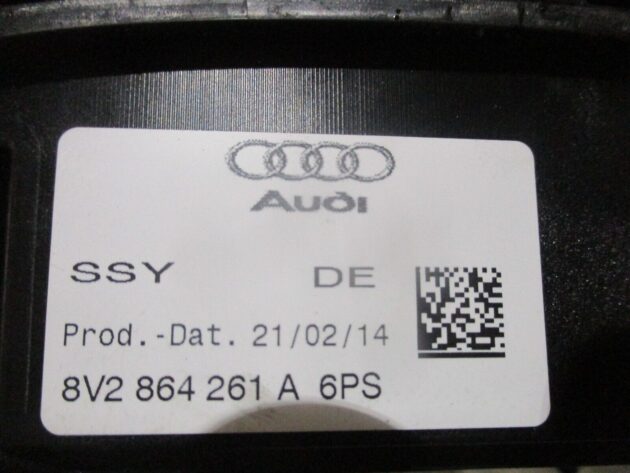 Audi
SSY DE
Prod.-Dat. 21/02/14
8V2 864 261 A 6PS